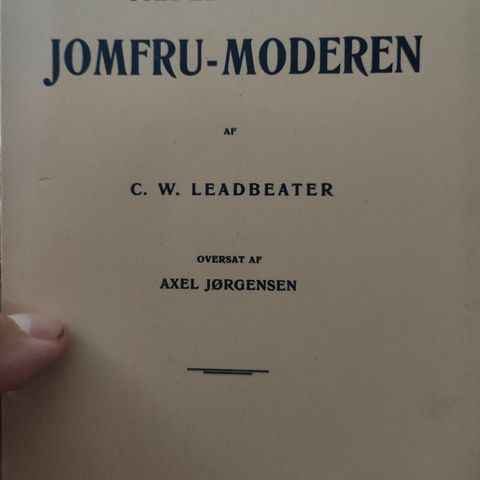 JOMFRU-MODEREN
AF
C. W. LEADBEATER
OVERSAT AF
AXEL JØRGENSEN